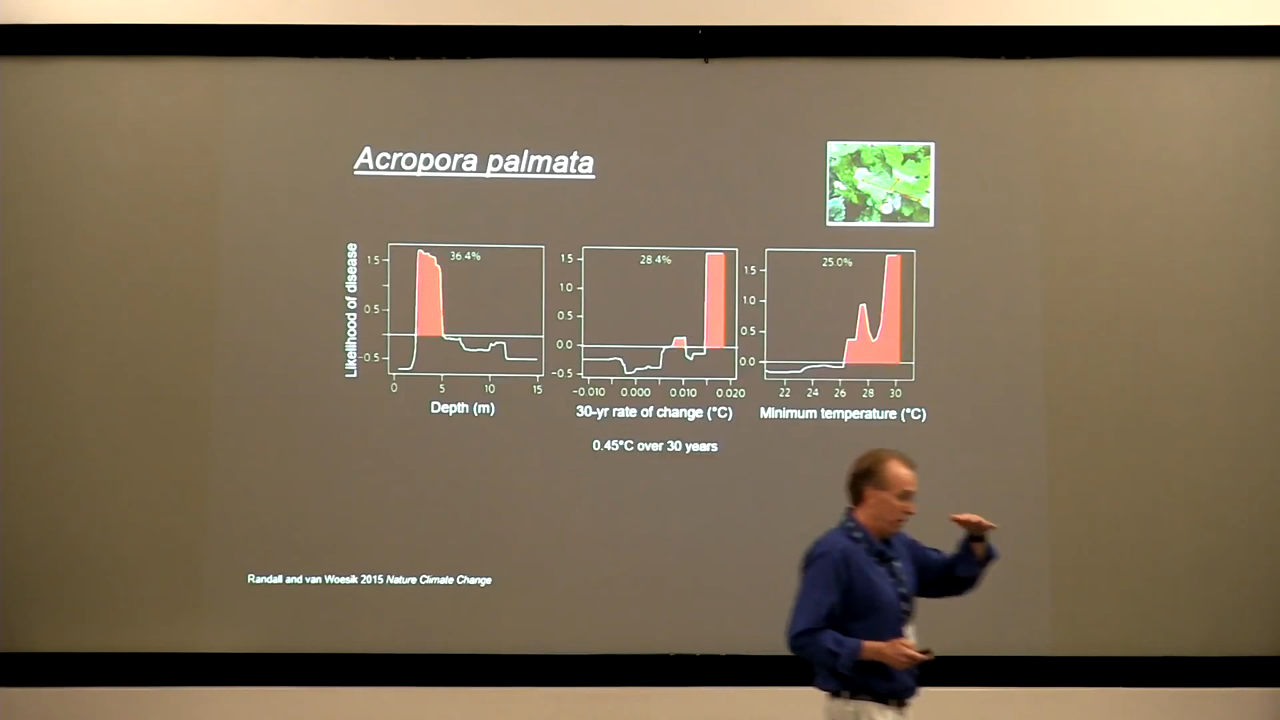 Acropora palmata
Likelihood of disease
1.5
0.5
-0.5
36.4%
0 5 10 15
Depth (m)
1.5
1.0
0.5
0.0
-0.5
28.4%
-0.010 0.000 0.010 0.020
30-yr rate of change (°C)
0.45°C over 30 years
1.5
1.0
0.5
0.0
25.0%
22 24 26 28 30
Minimum temperature (°C)
Randall and van Woesik 2015 Nature Climate Change